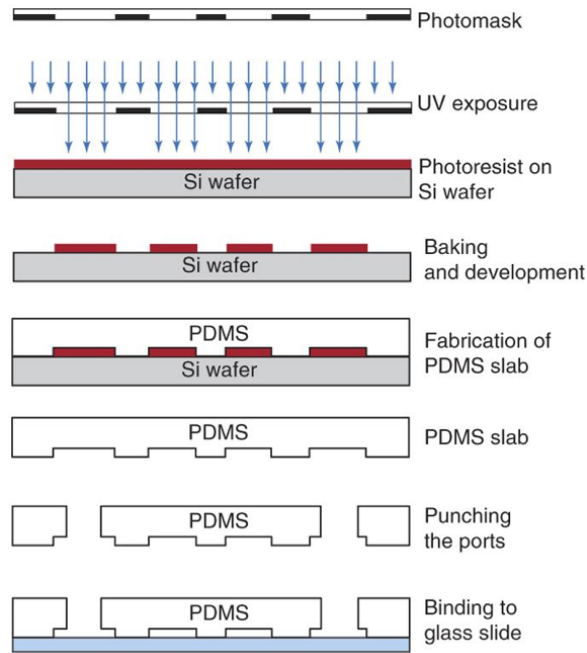 Photomask
UV exposure
Photoresist on
Si wafer
Si wafer
Baking
and development
Si wafer
PDMS
Fabrication of
PDMS slab
Si wafer
PDMS
PDMS slab
PDMS
Punching
the ports
PDMS
Binding to
glass slide